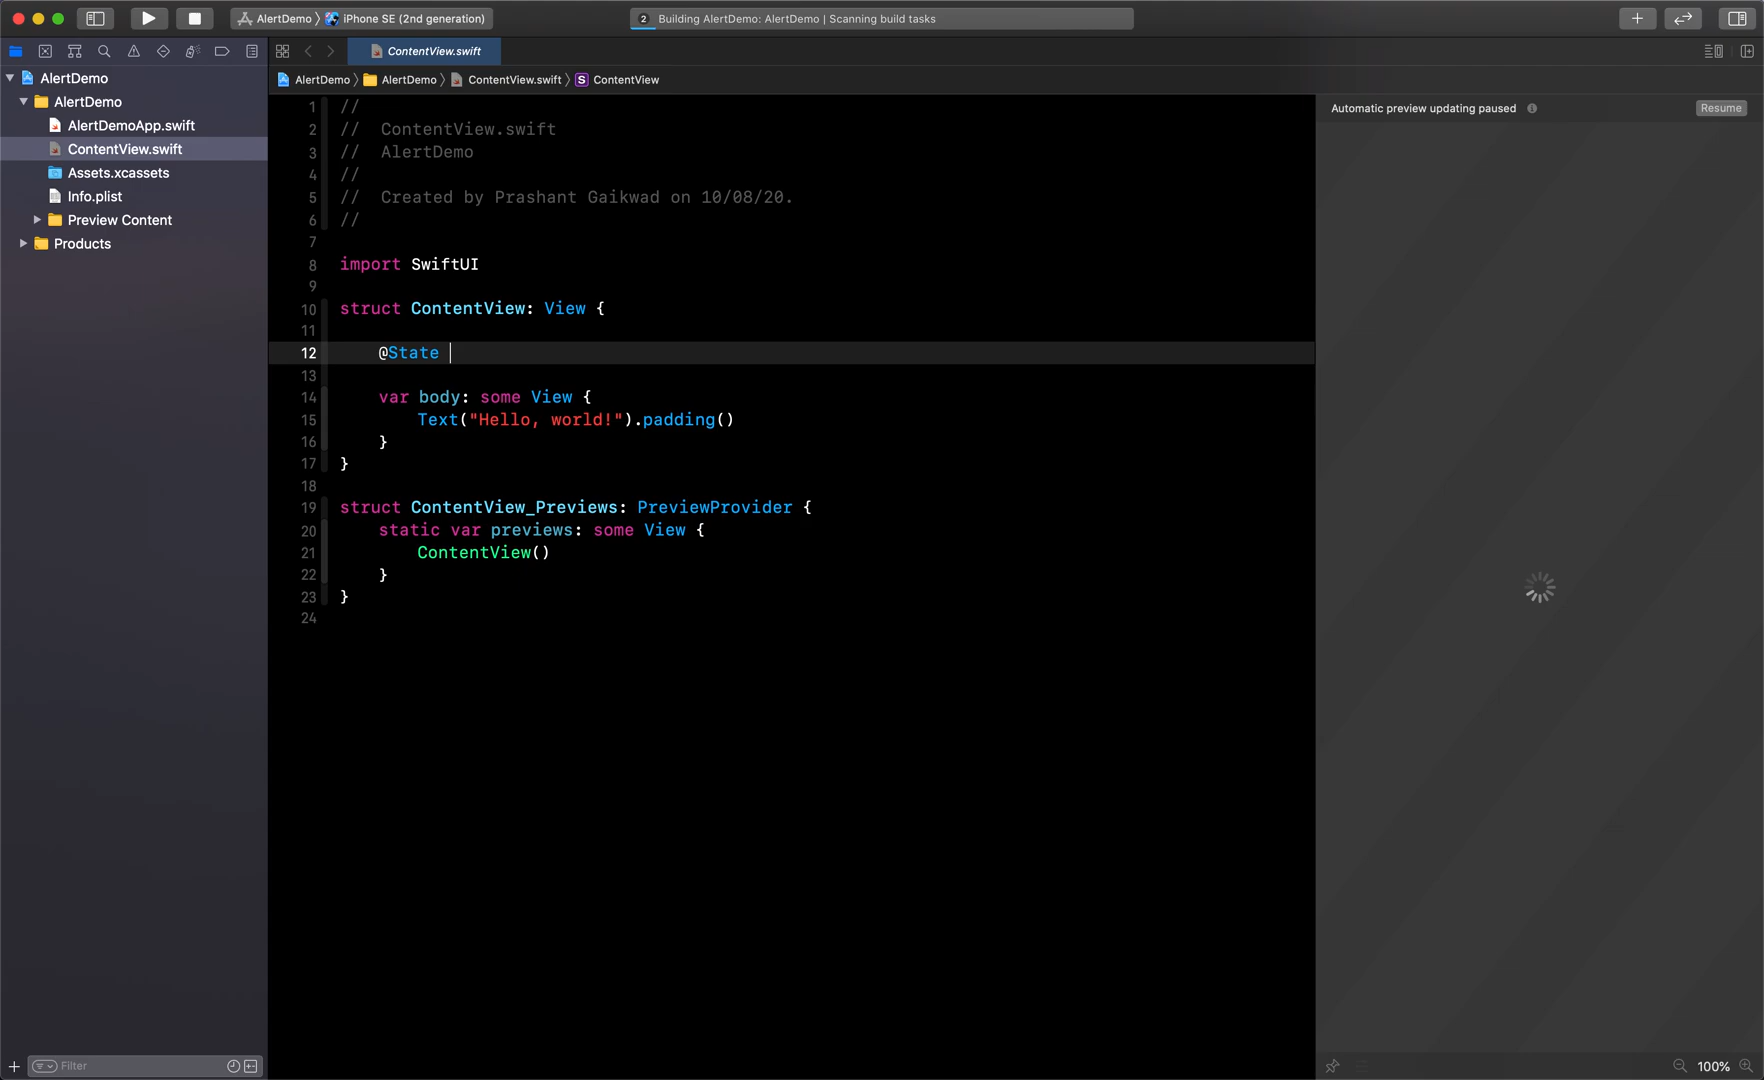 AlertDemo 〉 iPhone SE (2nd generation)
2 Building AlertDemo: AlertDemo | Scanning build tasks
ContentView.swift
AlertDemo 〉 AlertDemo 〉 ContentView.swift 〉 S ContentView
AlertDemo
AlertDemo
AlertDemoApp.swift
ContentView.swift
Assets.xcassets
Info.plist
Preview Content
Products
Filter
1 //
2 //  ContentView.swift
3 //  AlertDemo
4 //
5 //  Created by Prashant Gaikwad on 10/08/20.
6 //
7
8 import SwiftUI
9
10 struct ContentView: View {
11
12     @State
13
14     var body: some View {
15         Text("Hello, world!").padding()
16     }
17 }
18
19 struct ContentView_Previews: PreviewProvider {
20     static var previews: some View {
21         ContentView()
22     }
23 }
24
Automatic preview updating paused
Resume
100%